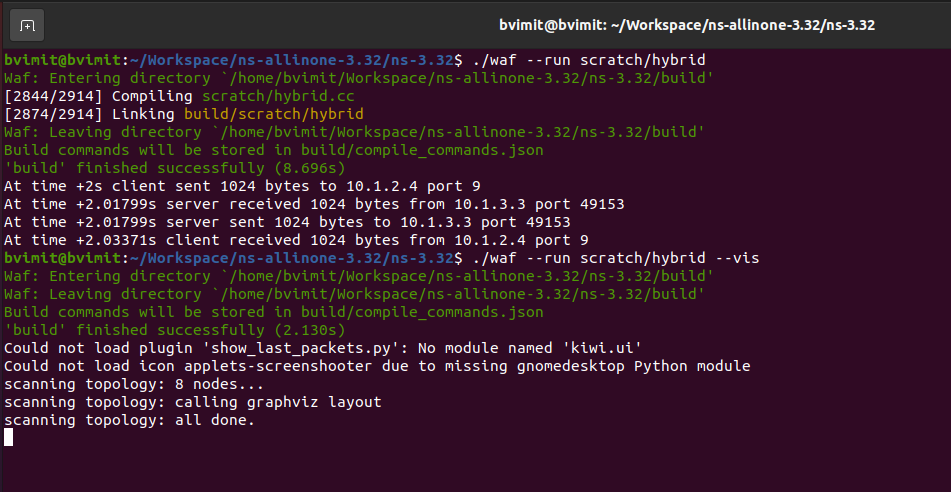 bvimit@bvimit: ~/Workspace/ns-allinone-3.32/ns-3.32
bvimit@bvimit:~/Workspace/ns-allinone-3.32/ns-3.32$ ./waf --run scratch/hybrid
Waf: Entering directory `/home/bvimit/Workspace/ns-allinone-3.32/ns-3.32/build'
[2844/2914] Compiling scratch/hybrid.cc
[2874/2914] Linking build/scratch/hybrid
Waf: Leaving directory `/home/bvimit/Workspace/ns-allinone-3.32/ns-3.32/build'
Build commands will be stored in build/compile_commands.json
'build' finished successfully (8.696s)
At time +2s client sent 1024 bytes to 10.1.2.4 port 9
At time +2.01799s server received 1024 bytes from 10.1.3.3 port 49153
At time +2.01799s server sent 1024 bytes to 10.1.3.3 port 49153
At time +2.03371s client received 1024 bytes from 10.1.2.4 port 9
bvimit@bvimit:~/Workspace/ns-allinone-3.32/ns-3.32$ ./waf --run scratch/hybrid --vis
Waf: Entering directory `/home/bvimit/Workspace/ns-allinone-3.32/ns-3.32/build'
Waf: Leaving directory `/home/bvimit/Workspace/ns-allinone-3.32/ns-3.32/build'
Build commands will be stored in build/compile_commands.json
'build' finished successfully (2.130s)
Could not load plugin 'show_last_packets.py': No module named 'kiwi.ui'
Could not load icon applets-screenshooter due to missing gnomedesktop Python module
scanning topology: 8 nodes...
scanning topology: calling graphviz layout
scanning topology: all done.